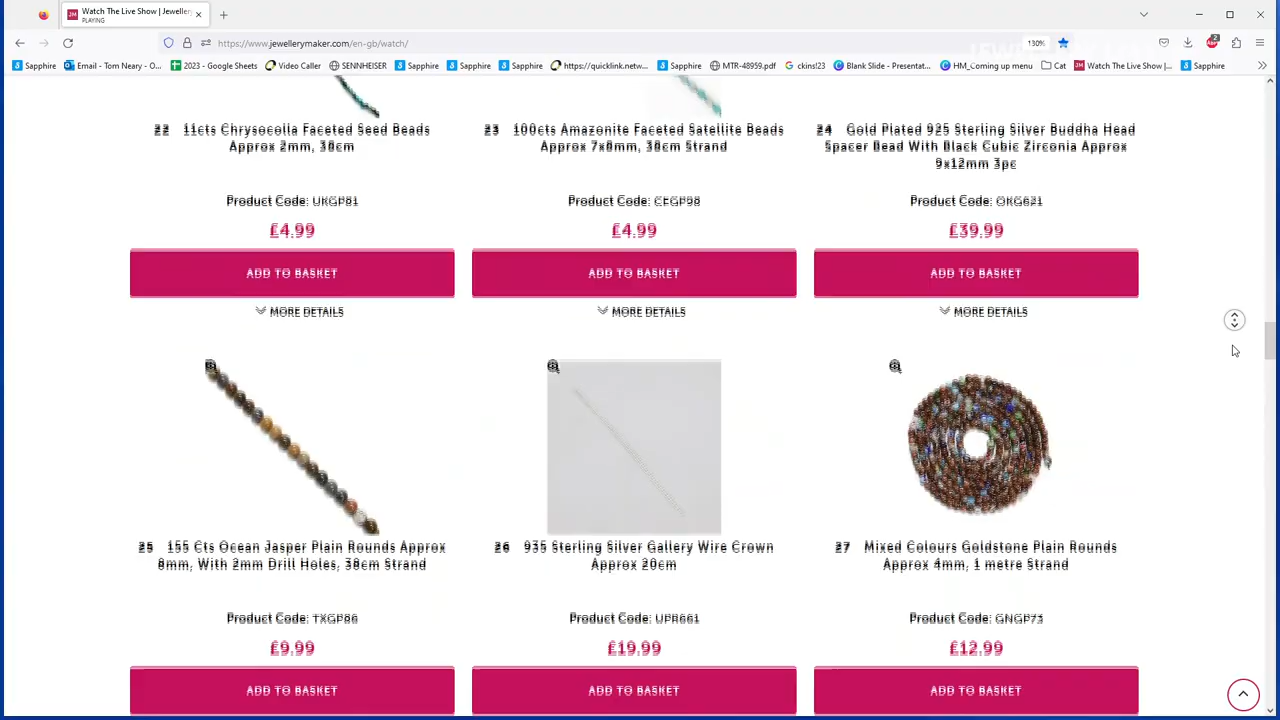 Watch The Live Show | Jeweller
PLAYING
https://www.jewellerymaker.com/en-gb/watch/
130%
2
Sapphire
Email - Tom Neary - O...
2023 - Google Sheets
Video Caller
SENNHEISER
Sapphire
Sapphire
Sapphire
https://quicklink.netw...
Sapphire
MTR-48959.pdf
ckins!23
Blank Slide - Presentat...
HM_Coming up menu
Cat
Watch The Live Show |...
Sapphire
22 11cts Chrysocolla Faceted Seed Beads
Approx 2mm, 38cm
Product Code: UKGP81
£4.99
ADD TO BASKET
MORE DETAILS
23 100cts Amazonite Faceted Satellite Beads
Approx 7x8mm, 38cm Strand
Product Code: CEGP98
£4.99
ADD TO BASKET
MORE DETAILS
24 Gold Plated 925 Sterling Silver Buddha Head
Spacer Bead With Black Cubic Zirconia Approx
9x12mm 3pc
Product Code: OKG621
£39.99
ADD TO BASKET
MORE DETAILS
25 155 Cts Ocean Jasper Plain Rounds Approx
8mm, With 2mm Drill Holes, 38cm Strand
Product Code: TXGP86
£9.99
ADD TO BASKET
26 935 Sterling Silver Gallery Wire Crown
Approx 20cm
Product Code: UPR661
£19.99
ADD TO BASKET
27 Mixed Colours Goldstone Plain Rounds
Approx 4mm, 1 metre Strand
Product Code: GNGP73
£12.99
ADD TO BASKET